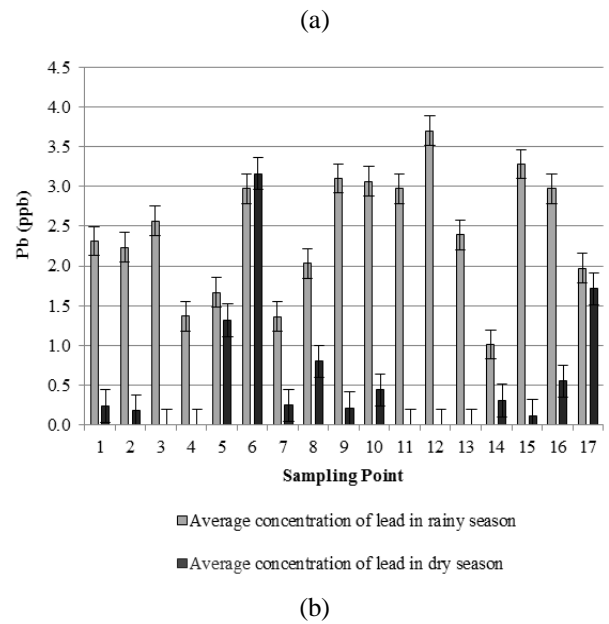 (a)
4.5
4.0
3.5
3.0
2.5
2.0
1.5
1.0
0.5
0.0
Pb (ppb)
1 2 3 4 5 6 7 8 9 10 11 12 13 14 15 16 17
Sampling Point
Average concentration of lead in rainy season
Average concentration of lead in dry season
(b)